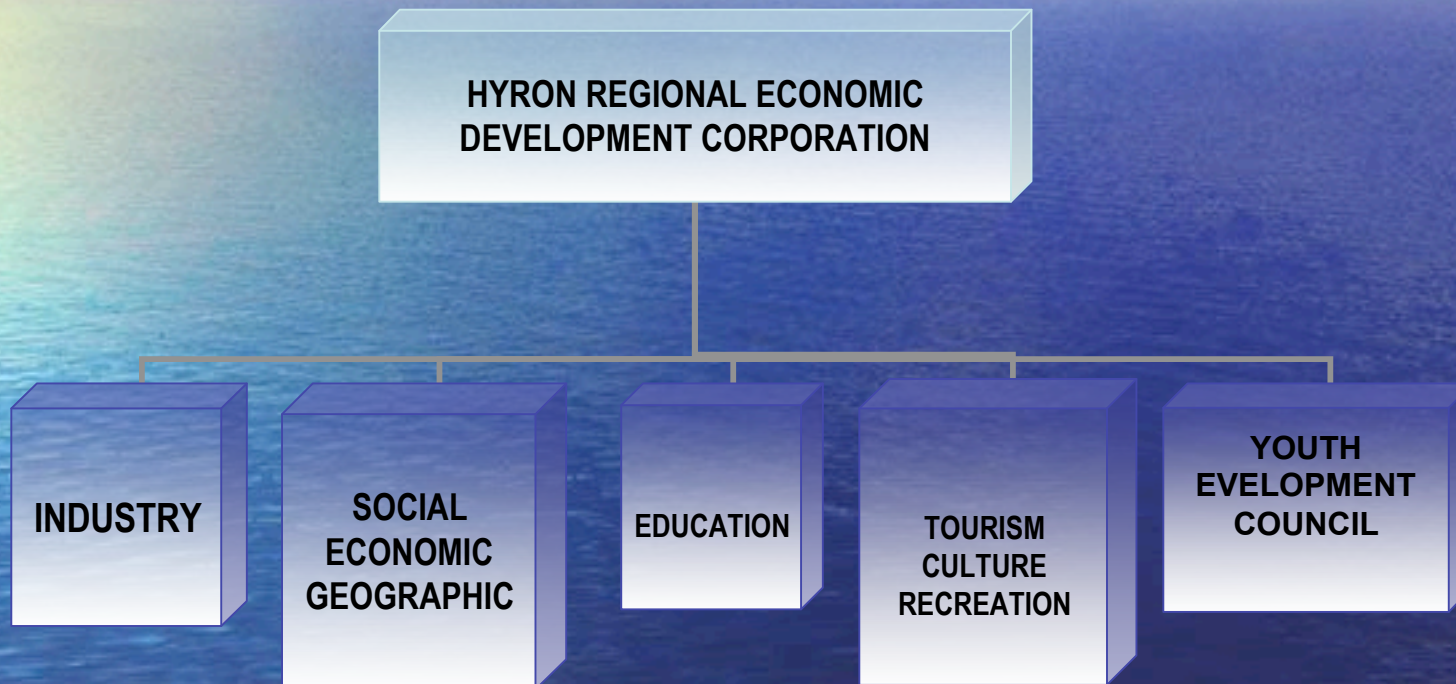 HYRON REGIONAL ECONOMIC
DEVELOPMENT CORPORATION
INDUSTRY
SOCIAL
ECONOMIC
GEOGRAPHIC
EDUCATION
TOURISM
CULTURE
RECREATION
YOUTH
EVELOPMENT
COUNCIL